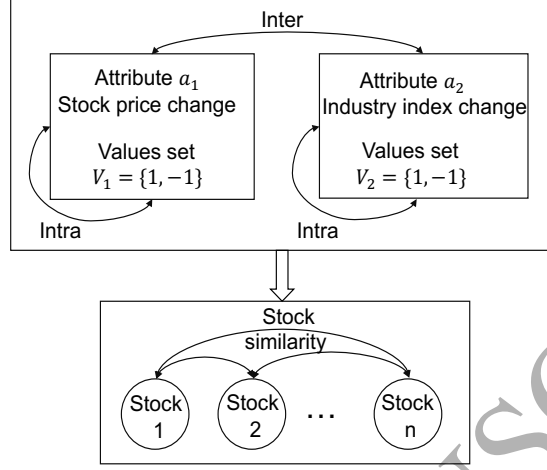 Inter
Attribute a₁
Stock price change
Values set
V₁ = {1, −1}
Intra
Attribute a₂
Industry index change
Values set
V₂ = {1, −1}
Intra
Stock
similarity
Stock
1
Stock
2
...
Stock
n